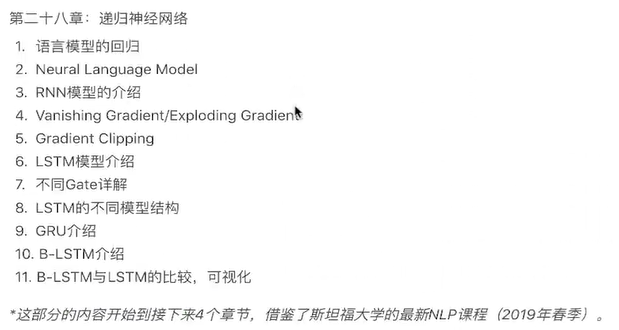 第二十八章：递归神经网络
1. 语言模型的回归
2. Neural Language Model
3. RNN模型的介绍
4. Vanishing Gradient/Exploding Gradient
5. Gradient Clipping
6. LSTM模型介绍
7. 不同Gate详解
8. LSTM的不同模型结构
9. GRU介绍
10. B-LSTM介绍
11. B-LSTM与LSTM的比较，可视化
*这部分的内容开始到接下来4个章节，借鉴了斯坦福大学的最新NLP课程（2019年春季）。